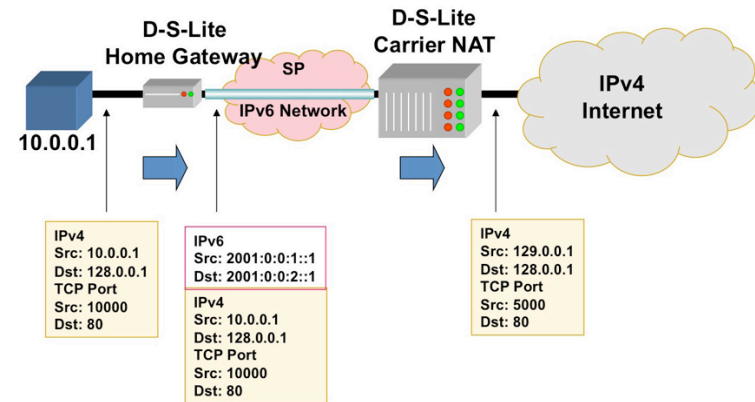 D-S-Lite
Home Gateway
D-S-Lite
Carrier NAT
SP
IPv6 Network
IPv4
Internet
10.0.0.1
IPv4
Src: 10.0.0.1
Dst: 128.0.0.1
TCP Port
Src: 10000
Dst: 80
IPv6
Src: 2001:0:0:1::1
Dst: 2001:0:0:2::1
IPv4
Src: 10.0.0.1
Dst: 128.0.0.1
TCP Port
Src: 10000
Dst: 80
IPv4
Src: 129.0.0.1
Dst: 128.0.0.1
TCP Port
Src: 5000
Dst: 80